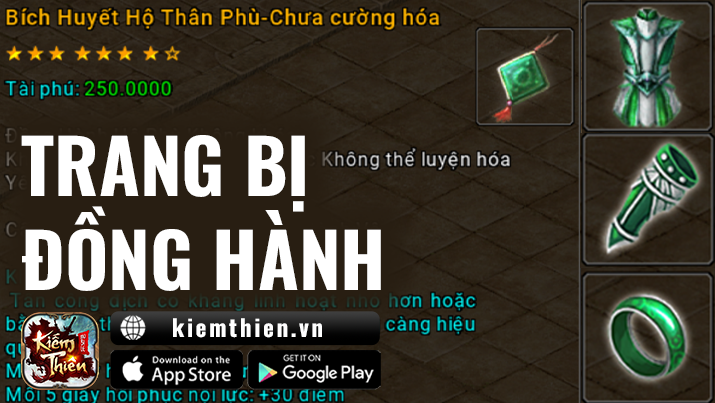 Bích Huyết Hộ Thân Phù-Chưa cường hóa
Tài phú: 250.0000
Không thể luyện hóa
TRANG BỊ
ĐỒNG HÀNH
Tấn công địch có kháng linh hoạt nhỏ hơn hoặc
càng hiệu
kiemthien.vn
Kiếm
Thiên
Download on the
App Store
GET IT ON
Google Play
Mỗi 5 giây hồi phục nội lực: +30 điểm